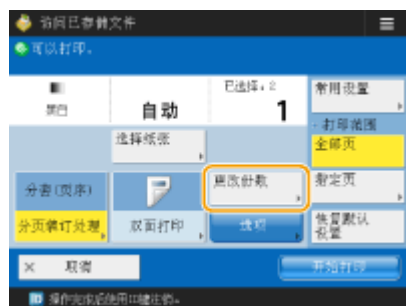 访问已存储文件
可以打印。
黑白
自动
已选择:2
1
常用设置
选择纸张
·打印范围
全部页
分套(页序)
分页装订处理
双面打印
更改份数
选项
指定页
恢复默认
设置
× 取消
开始打印
ID 操作完成后使用ID键注销。